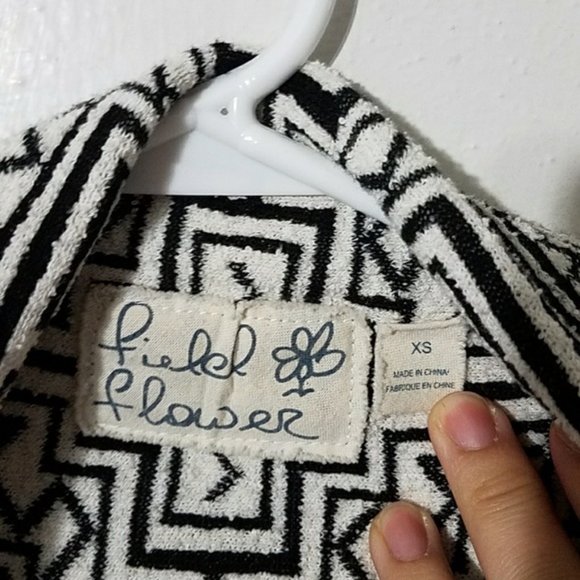 field
flower
XS
MADE IN CHINA
FABRIQUE EN CHINE